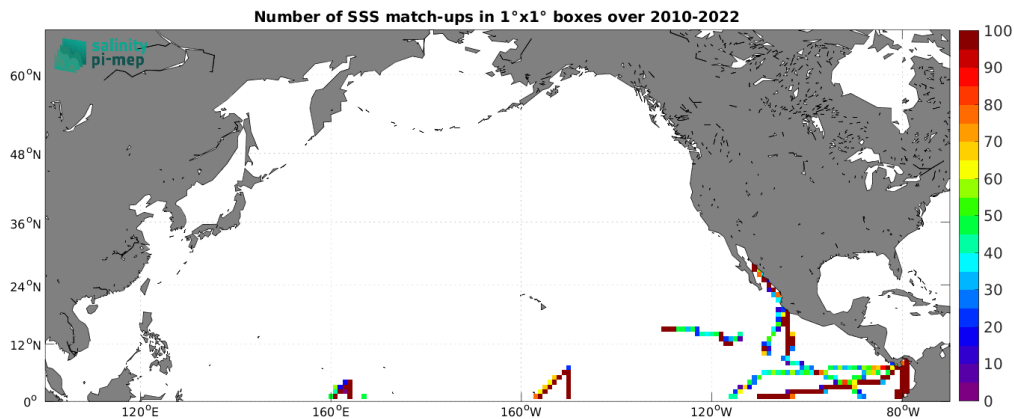 Number of SSS match-ups in 1°x1° boxes over 2010-2022
salinity
pi-mep
60°N
48°N
36°N
24°N
12°N
0°
120°E
160°E
160°W
120°W
80°W
100
90
80
70
60
50
40
30
20
10
0